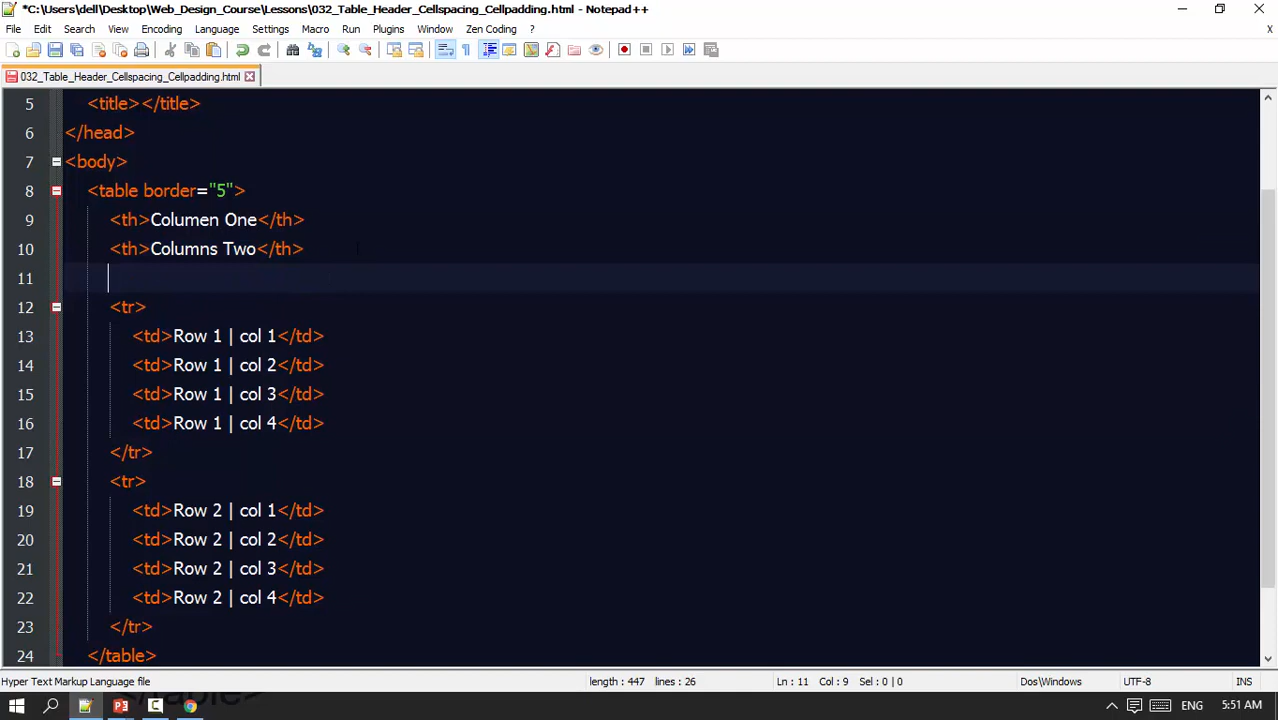 *C:\Users\dell\Desktop\Web_Design_Course\Lessons\032_Table_Header_Cellspacing_Cellpadding.html - Notepad++
File Edit Search View Encoding Language Settings Macro Run Plugins Window Zen Coding ? X
032_Table_Header_Cellspacing_Cellpadding.html
5 <title></title>
6 </head>
7 <body>
8 <table border="5">
9 <th>Columen One</th>
10 <th>Columns Two</th>
11
12 <tr>
13 <td>Row 1 | col 1</td>
14 <td>Row 1 | col 2</td>
15 <td>Row 1 | col 3</td>
16 <td>Row 1 | col 4</td>
17 </tr>
18 <tr>
19 <td>Row 2 | col 1</td>
20 <td>Row 2 | col 2</td>
21 <td>Row 2 | col 3</td>
22 <td>Row 2 | col 4</td>
23 </tr>
24 </table>
Hyper Text Markup Language file length : 447 lines : 26 Ln : 11 Col : 9 Sel : 0 | 0 Dos\Windows UTF-8 INS
</table>
ENG 5:51 AM